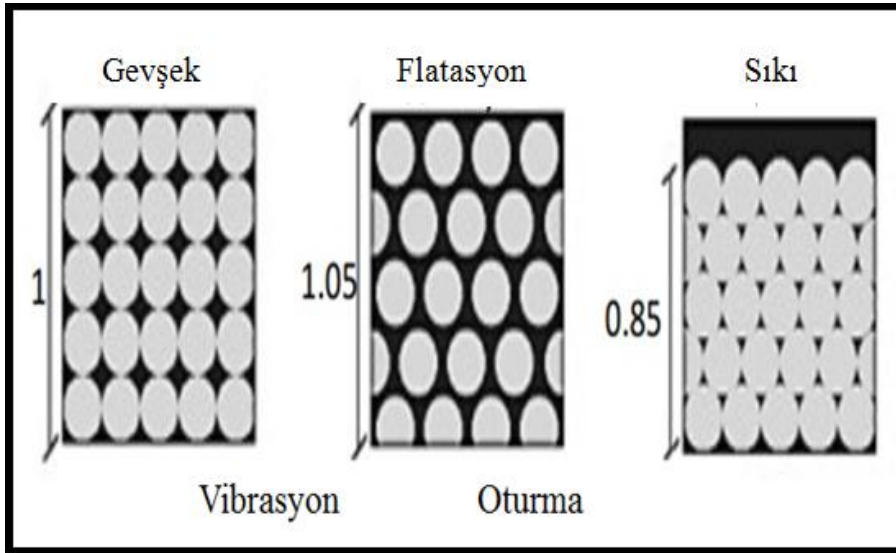 Gevşek
Flatasyon
Sıkı
1
1.05
0.85
Vibrasyon
Oturma